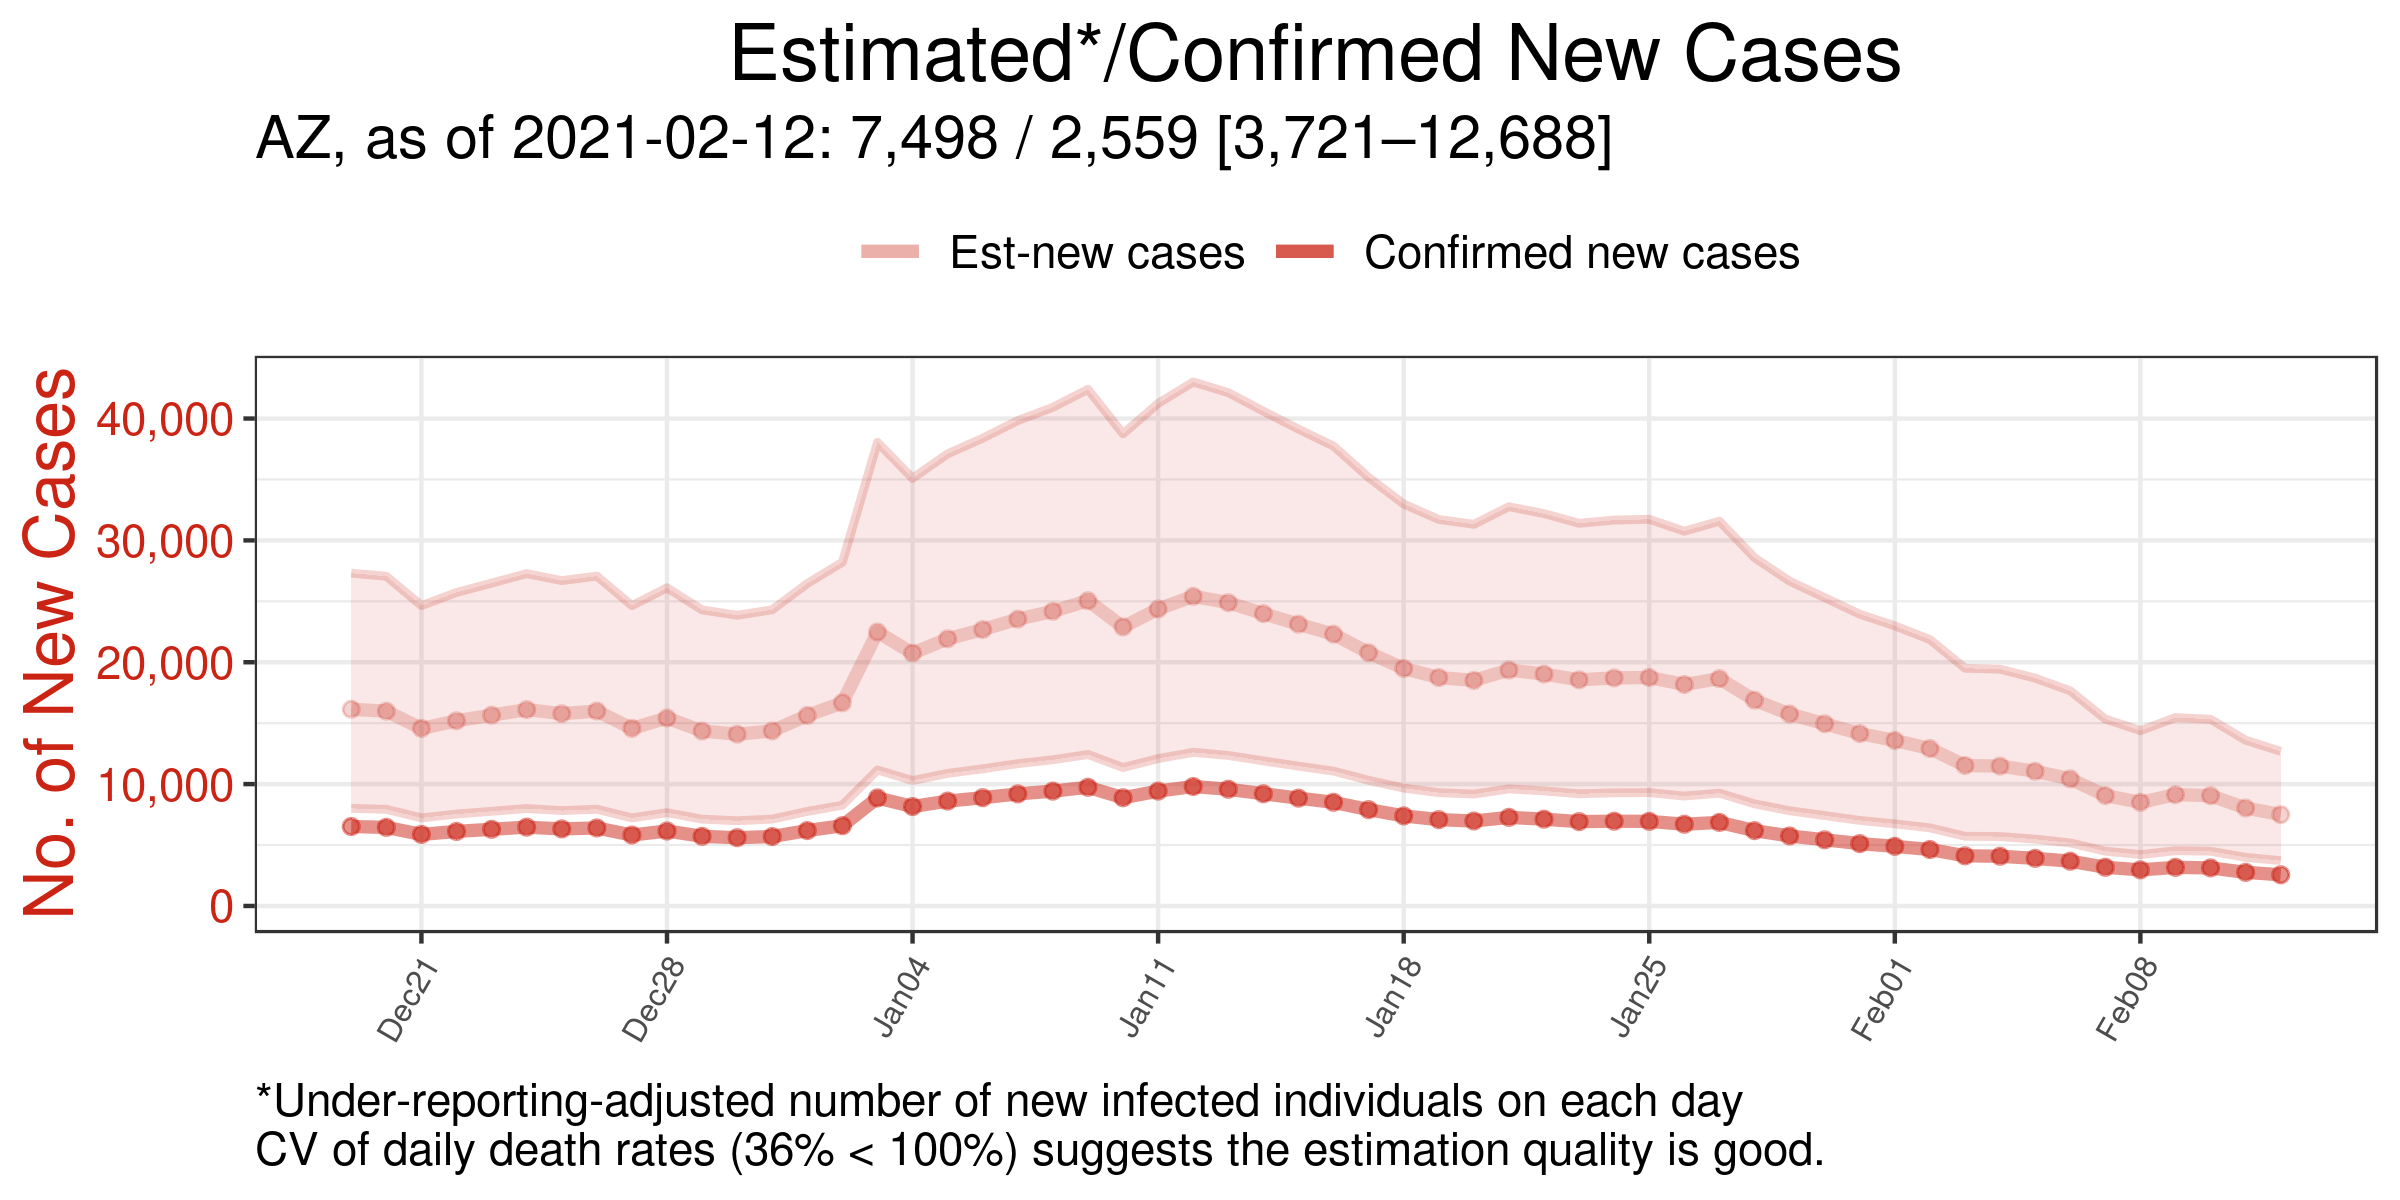 Estimated*/Confirmed New Cases
AZ, as of 2021-02-12: 7,498 / 2,559 [3,721–12,688]
Est-new cases
Confirmed new cases
No. of New Cases
40,000
30,000
20,000
10,000
0
Dec21
Dec28
Jan04
Jan11
Jan18
Jan25
Feb01
Feb08
*Under-reporting-adjusted number of new infected individuals on each day
CV of daily death rates (36% < 100%) suggests the estimation quality is good.